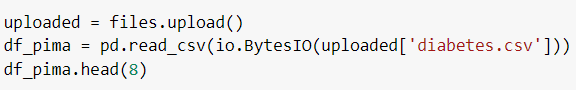 uploaded = files.upload()
df_pima = pd.read_csv(io.BytesIO(uploaded['diabetes.csv']))
df_pima.head(8)